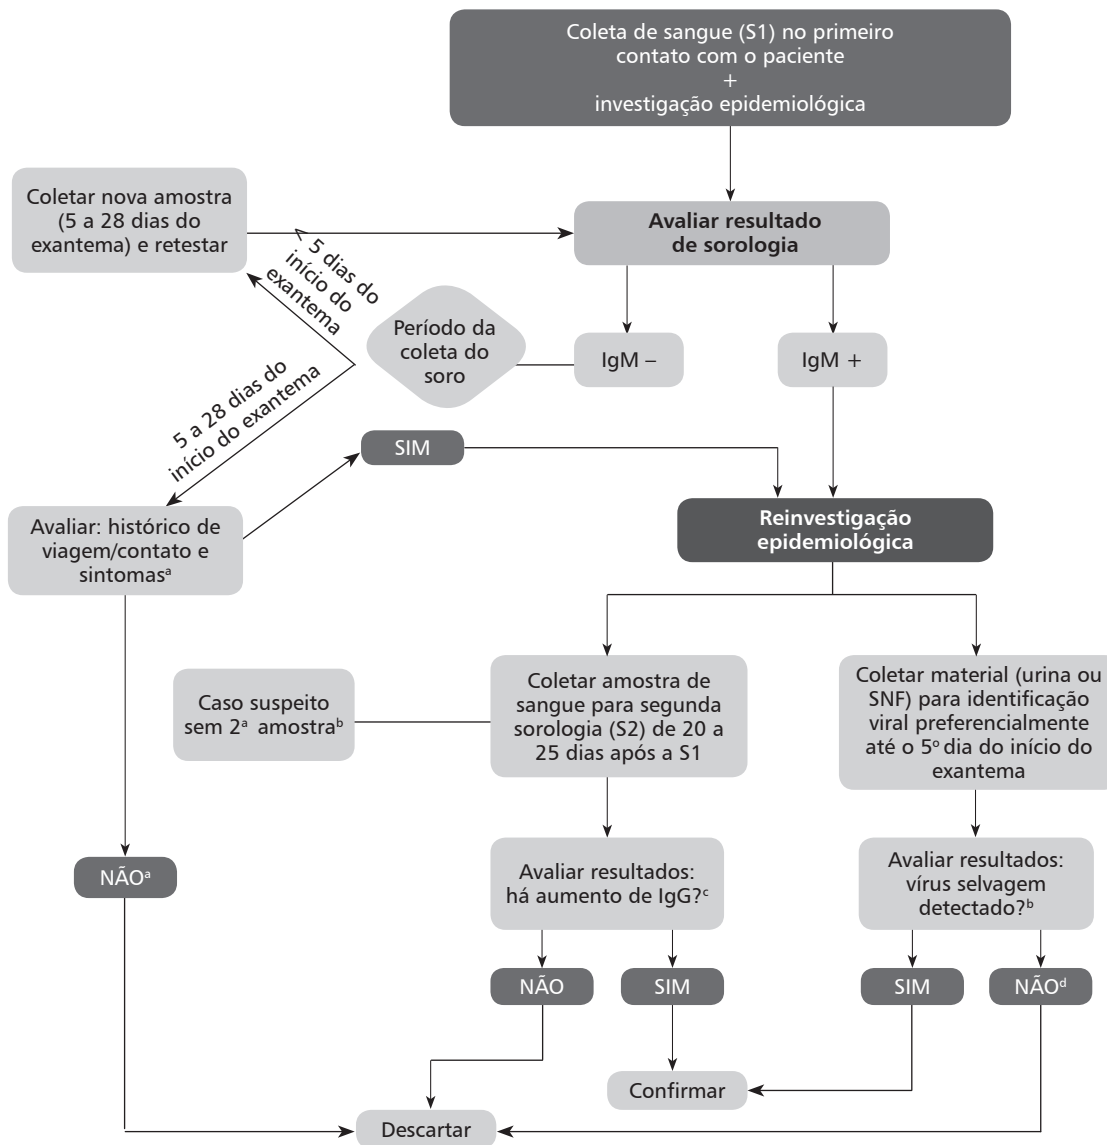 Coleta de sangue (S1) no primeiro
contato com o paciente
+
investigação epidemiológica
Coletar nova amostra
(5 a 28 dias do
exantema) e retestar
Avaliar resultado
de sorologia
< 5 dias do
início do
exantema
Período da
coleta do
soro
IgM –
IgM +
5 a 28 dias do
início do exantema
SIM
Avaliar: histórico de
viagem/contato e
sintomasª
Reinvestigação
epidemiológica
Caso suspeito
sem 2ª amostraᵇ
Coletar amostra de
sangue para segunda
sorologia (S2) de 20 a
25 dias após a S1
Coletar material (urina ou
SNF) para identificação
viral preferencialmente
até o 5º dia do início do
exantema
NÃOª
Avaliar resultados:
há aumento de IgG?ᶜ
Avaliar resultados:
vírus selvagem
detectado?ᵇ
NÃO
SIM
SIM
NÃOᵈ
Confirmar
Descartar